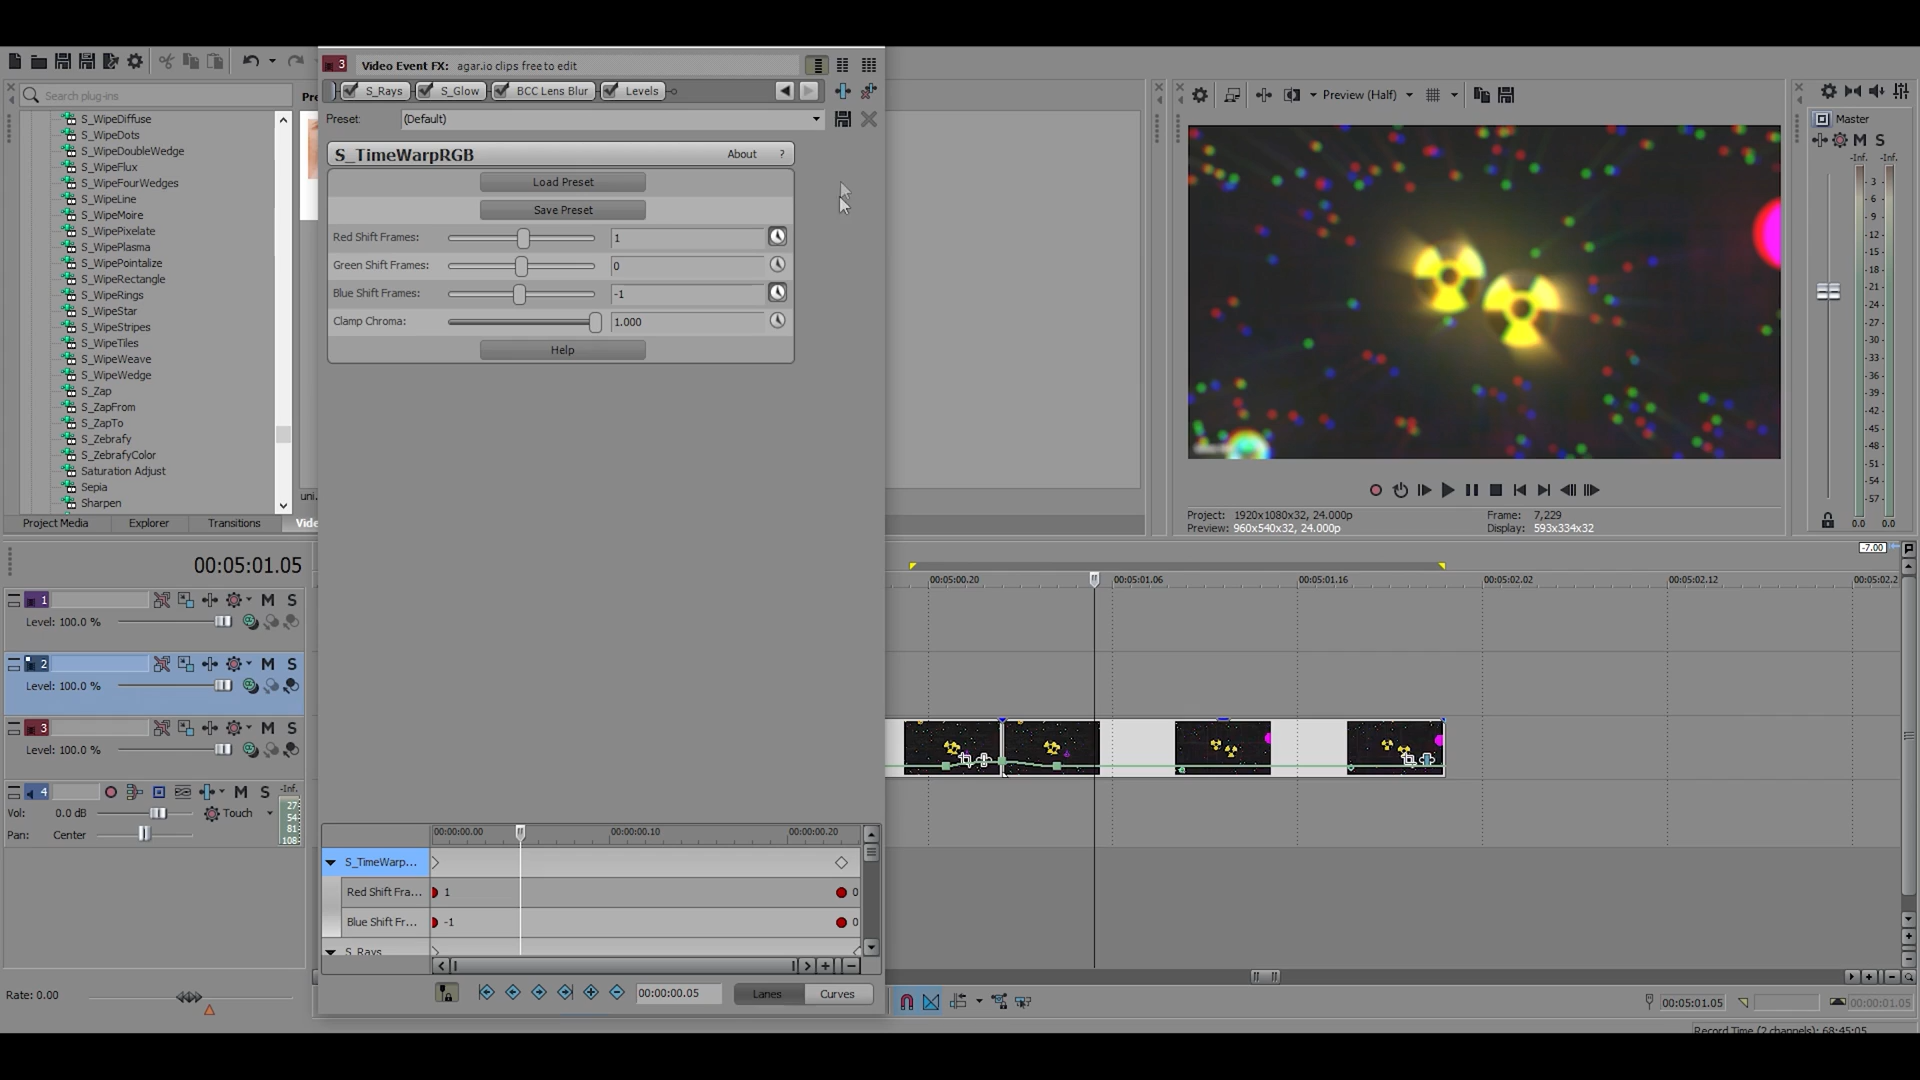 3 Video Event FX: agar.io clips free to edit
S_Rays S_Glow BCC Lens Blur Levels
Preset: (Default)
S_TimeWarpRGB About ?
Load Preset
Save Preset
Red Shift Frames: 1
Green Shift Frames: 0
Blue Shift Frames: -1
Clamp Chroma: 1.000
Help
Search plug-ins
Pre
S_WipeDiffuse
S_WipeDots
S_WipeDoubleWedge
S_WipeFlux
S_WipeFourWedges
S_WipeLine
S_WipeMoire
S_WipePixelate
S_WipePlasma
S_WipePointalize
S_WipeRectangle
S_WipeRings
S_WipeStar
S_WipeStripes
S_WipeTiles
S_WipeWeave
S_WipeWedge
S_Zap
S_ZapFrom
S_ZapTo
S_Zebrafy
S_ZebrafyColor
Saturation Adjust
Sepia
Sharpen
uni.
Project Media Explorer Transitions Vide
Preview (Half)
Project: 1920x1080x32, 24.000p
Preview: 960x540x32, 24.000p
Frame: 7,229
Display: 593x334x32
Master
M S
-Inf. -Inf.
3
6
9
12
15
18
21
24
27
30
33
36
39
42
45
48
51
54
57
0.0 0.0
00:05:01.05
-7.00
00:05:00.20 00:05:01.06 00:05:01.16 00:05:02.02 00:05:02.12 00:05:02.2
1 M S
Level: 100.0 %
2 M S
Level: 100.0 %
3 M S
Level: 100.0 %
4 M S -Inf.
Vol: 0.0 dB Touch
Pan: Center
27
54
81
108
Rate: 0.00
00:00:00.00 00:00:00.10 00:00:00.20
S_TimeWarp...
Red Shift Fra... 1 0
Blue Shift Fr... -1 0
S_Rays
00:00:00.05 Lanes Curves
00:05:01.05 00:00:01.05
Record Time (2 channels): 68:45:05